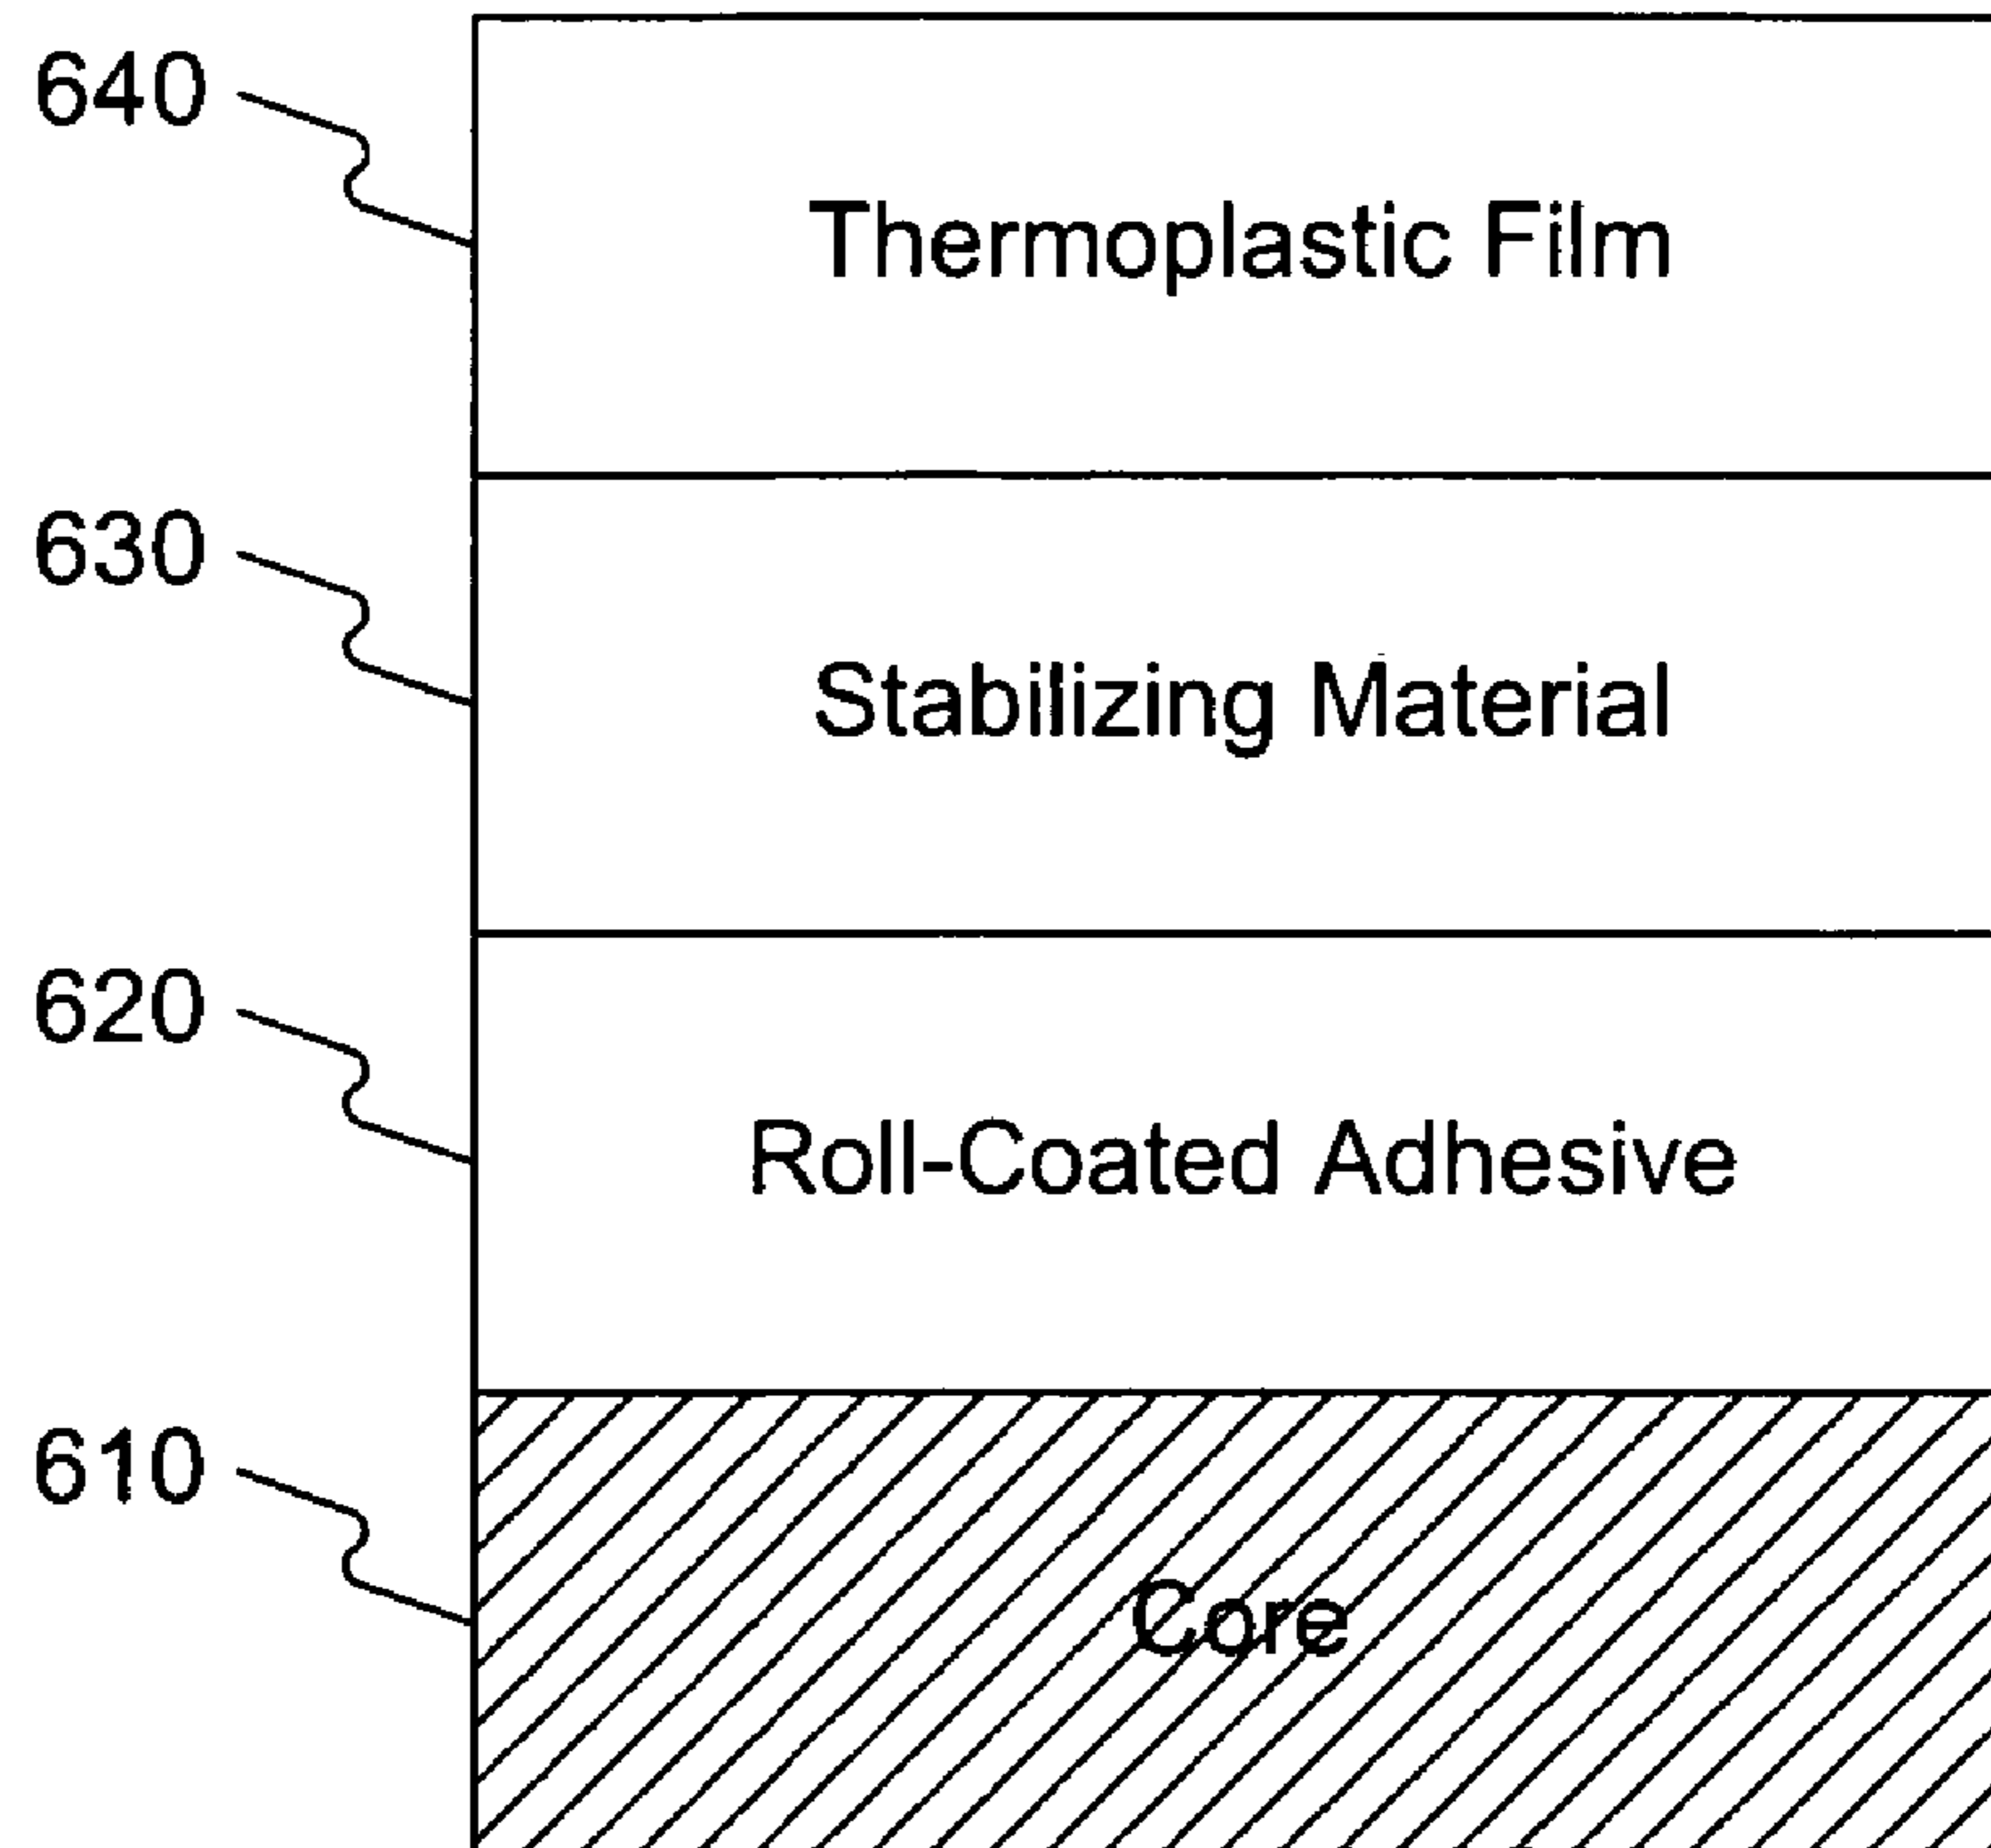 640
Thermoplastic Film
630
Stabilizing Material
620
Roll-Coated Adhesive
610
Core